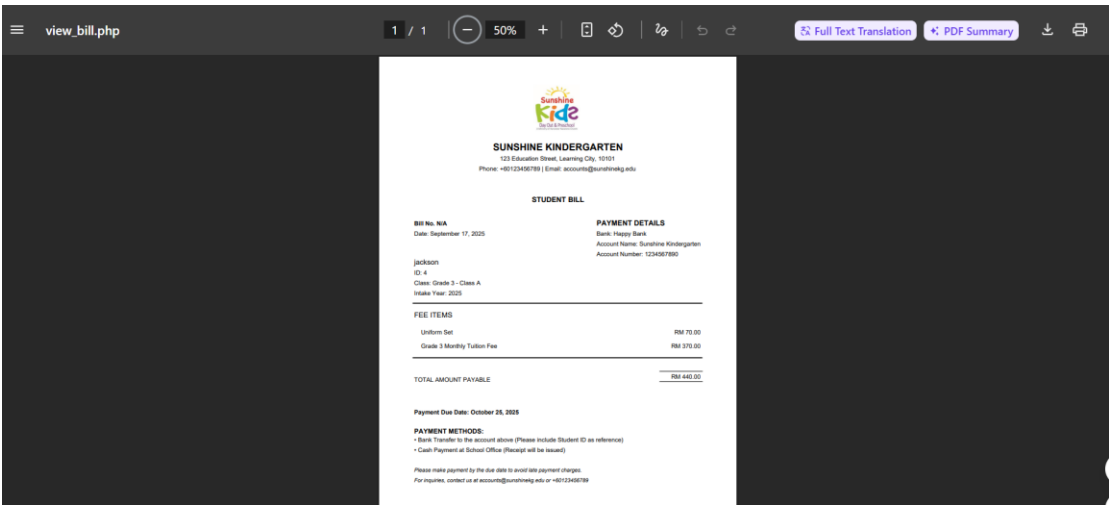 view_bill.php
1 / 1
50%
Full Text Translation
PDF Summary
Sunshine
Kids
Day Out & Preschool
SUNSHINE KINDERGARTEN
123 Education Street, Learning City, 10101
Phone: +60123456789 | Email: accounts@sunshinekg.edu
STUDENT BILL
Bill No. N/A
Date: September 17, 2025
PAYMENT DETAILS
Bank: Happy Bank
Account Name: Sunshine Kindergarten
Account Number: 1234567890
jackson
ID: 4
Class: Grade 3 - Class A
Intake Year: 2025
FEE ITEMS
Uniform Set RM 70.00
Grade 3 Monthly Tuition Fee RM 370.00
TOTAL AMOUNT PAYABLE RM 440.00
Payment Due Date: October 25, 2025
PAYMENT METHODS:
• Bank Transfer to the account above (Please include Student ID as reference)
• Cash Payment at School Office (Receipt will be issued)
Please make payment by the due date to avoid late payment charges.
For inquiries, contact us at accounts@sunshinekg.edu or +60123456789